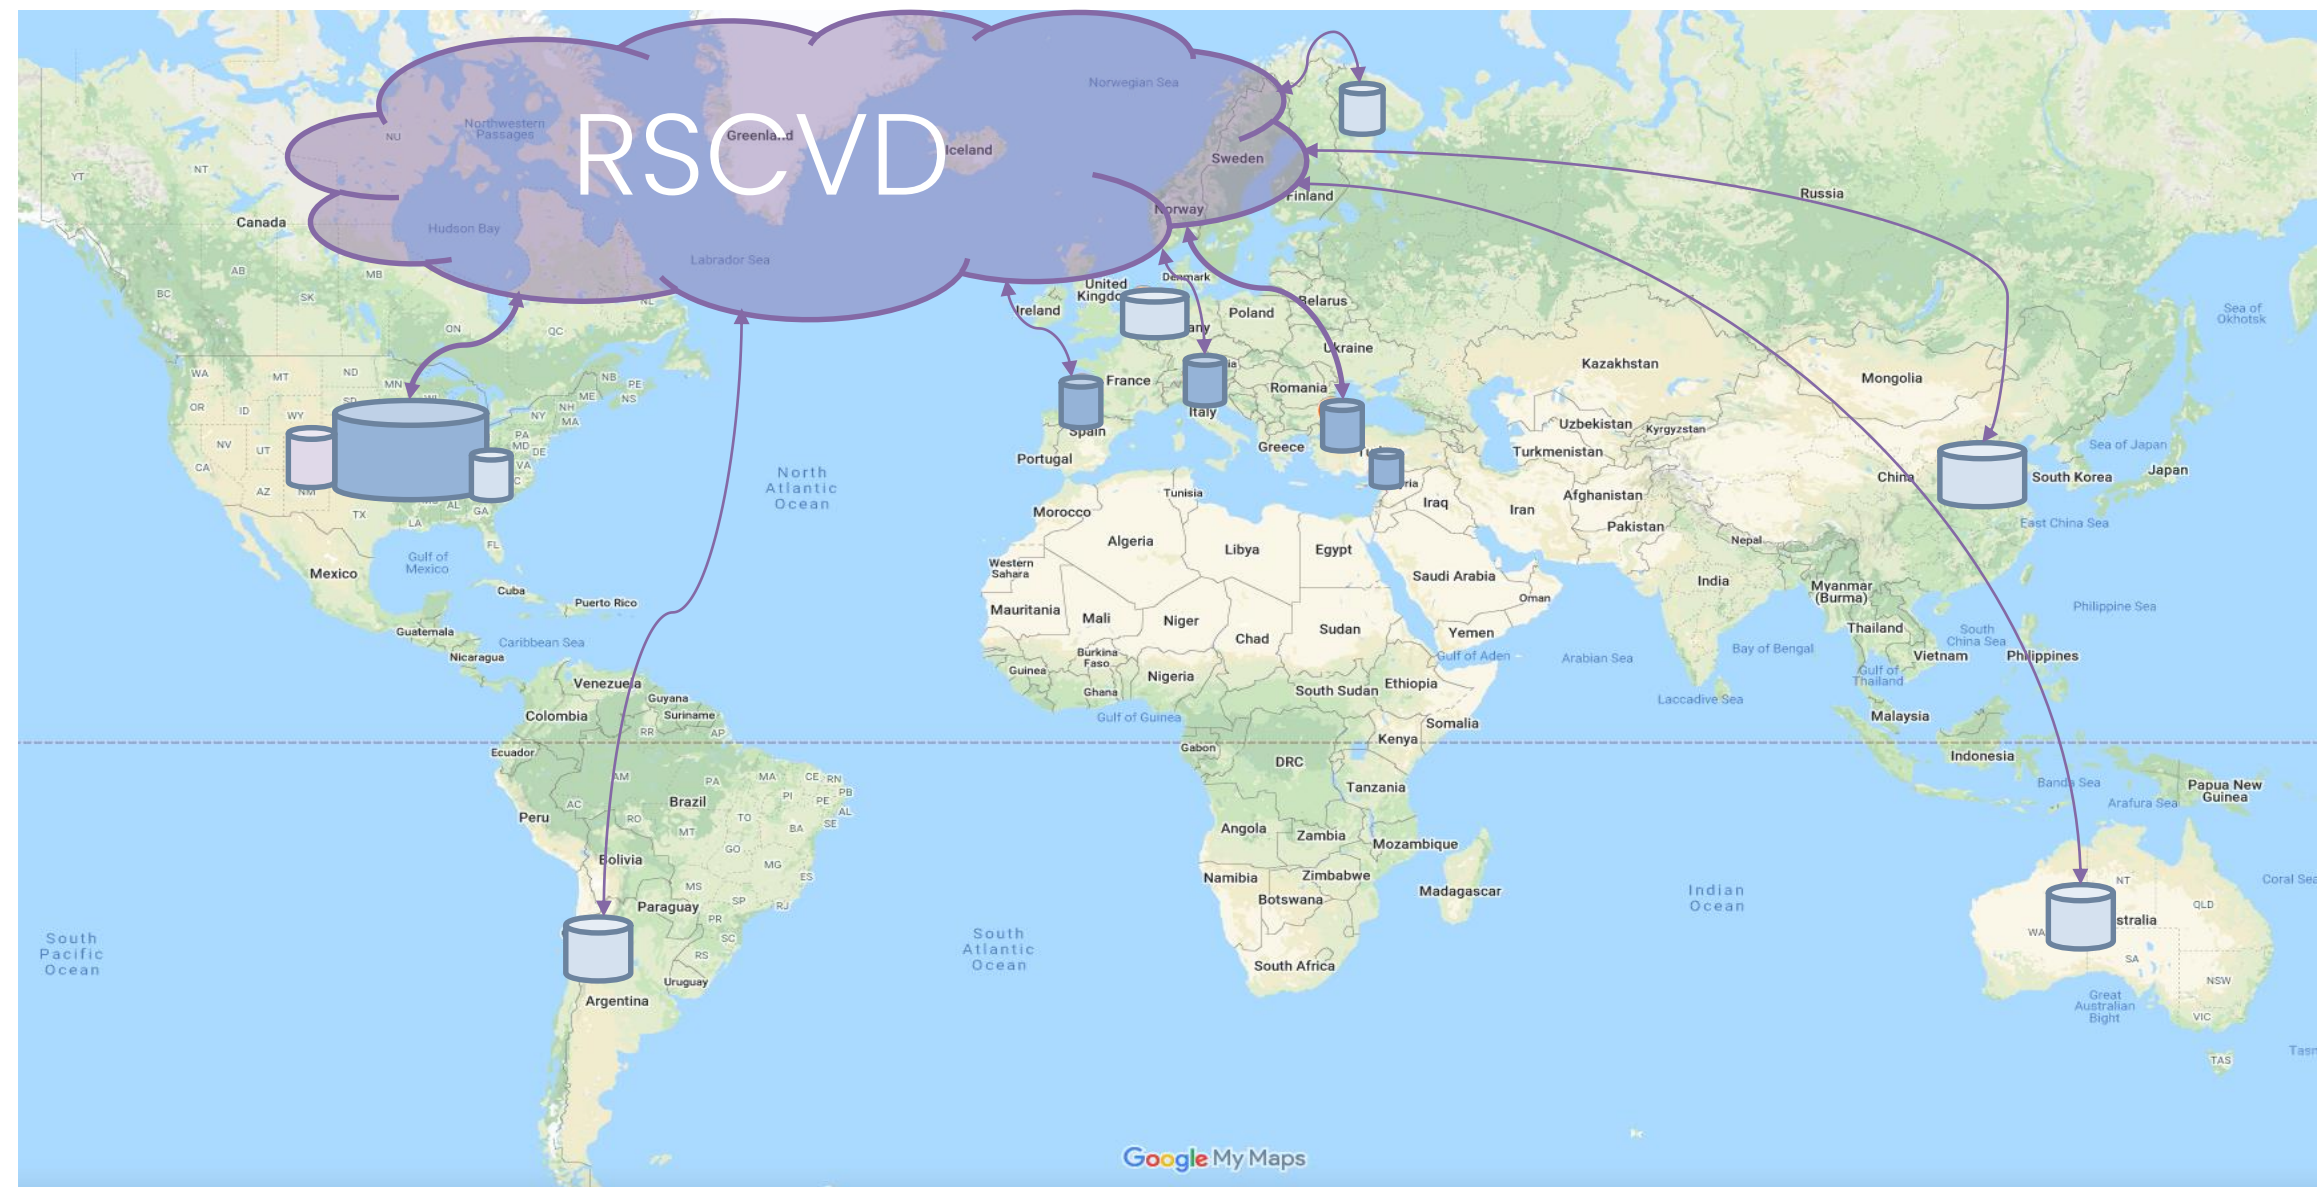 RSCVD
Norwegian Sea
Northwestern
Passages
NU
Greenland
Iceland
Sweden
NT
YT
Finland
Russia
Norway
Canada
Hudson Bay
Labrador Sea
AB
MB
BC
SK
NL
ON
QC
United
Denmark
Ireland
Poland
Belarus
Sea of
Okhotsk
Ukraine
Kazakhstan
Mongolia
WA
MT
ND
MN
NB
PE
NS
ME
NH
MA
NY
OR
ID
WY
France
Romania
Italy
Uzbekistan
Kyrgyzstan
Spain
Greece
Turkmenistan
Sea of Japan
Japan
South Korea
China
Portugal
NV
UT
PA
MD
DE
VA
CA
AZ
NM
North
Atlantic
Ocean
Tunisia
Morocco
Iraq
Iran
Afghanistan
Pakistan
East China Sea
TX
LA
AL
GA
FL
Algeria
Libya
Egypt
Nepal
Gulf of
Mexico
Mexico
Western
Sahara
Saudi Arabia
India
Myanmar
(Burma)
Oman
Cuba
Puerto Rico
Mauritania
Mali
Niger
Chad
Sudan
Yemen
Philippine Sea
Thailand
South
China Sea
Guatemala
Caribbean Sea
Nicaragua
Burkina
Faso
Guinea
Ghana
Nigeria
Gulf of Aden
Arabian Sea
Bay of Bengal
Vietnam
Philippines
Gulf of
Thailand
Venezuela
Guyana
Suriname
Colombia
South Sudan
Ethiopia
Laccadive Sea
Gulf of Guinea
Somalia
Malaysia
RR
AP
Ecuador
Gabon
Kenya
DRC
Indonesia
AM
PA
MA
CE
RN
PB
PI
PE
AL
SE
Tanzania
Banda Sea
Papua New
Guinea
Arafura Sea
Brazil
AC
Peru
RO
TO
MT
BA
Angola
Zambia
Mozambique
Bolivia
GO
MG
ES
Namibia
Zimbabwe
Botswana
Madagascar
Indian
Ocean
NT
QLD
MS
SP
RJ
Paraguay
PR
SC
RS
WA
SA
South
Pacific
Ocean
South
Atlantic
Ocean
South Africa
Uruguay
Argentina
NSW
Great
Australian
Bight
VIC
TAS
Google My Maps